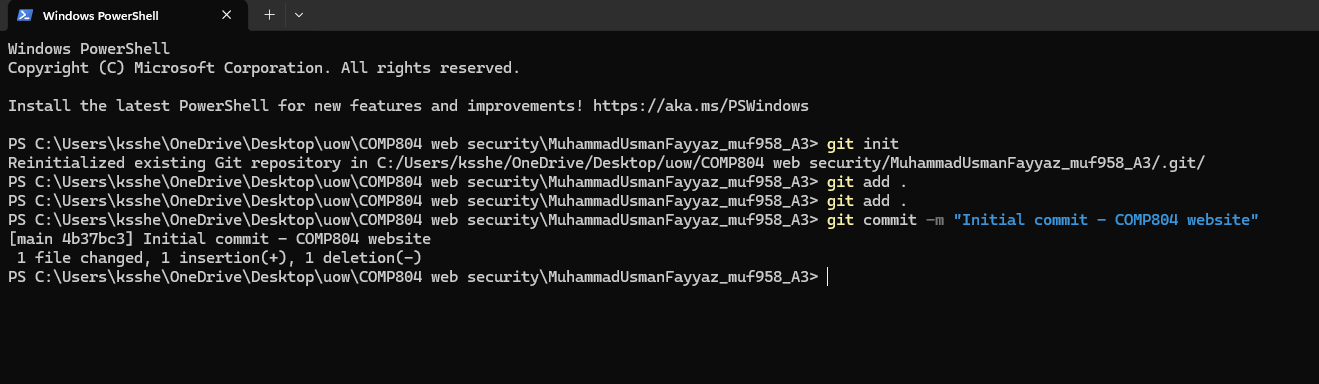 Windows PowerShell
Windows PowerShell
Copyright (C) Microsoft Corporation. All rights reserved.
Install the latest PowerShell for new features and improvements! https://aka.ms/PSWindows
PS C:\Users\ksshe\OneDrive\Desktop\uow\COMP804 web security\MuhammadUsmanFayyaz_muf958_A3> git init
Reinitialized existing Git repository in C:/Users/ksshe/OneDrive/Desktop/uow/COMP804 web security/MuhammadUsmanFayyaz_muf958_A3/.git/
PS C:\Users\ksshe\OneDrive\Desktop\uow\COMP804 web security\MuhammadUsmanFayyaz_muf958_A3> git add .
PS C:\Users\ksshe\OneDrive\Desktop\uow\COMP804 web security\MuhammadUsmanFayyaz_muf958_A3> git add .
PS C:\Users\ksshe\OneDrive\Desktop\uow\COMP804 web security\MuhammadUsmanFayyaz_muf958_A3> git commit -m "Initial commit - COMP804 website"
[main 4b37bc3] Initial commit - COMP804 website
 1 file changed, 1 insertion(+), 1 deletion(-)
PS C:\Users\ksshe\OneDrive\Desktop\uow\COMP804 web security\MuhammadUsmanFayyaz_muf958_A3>